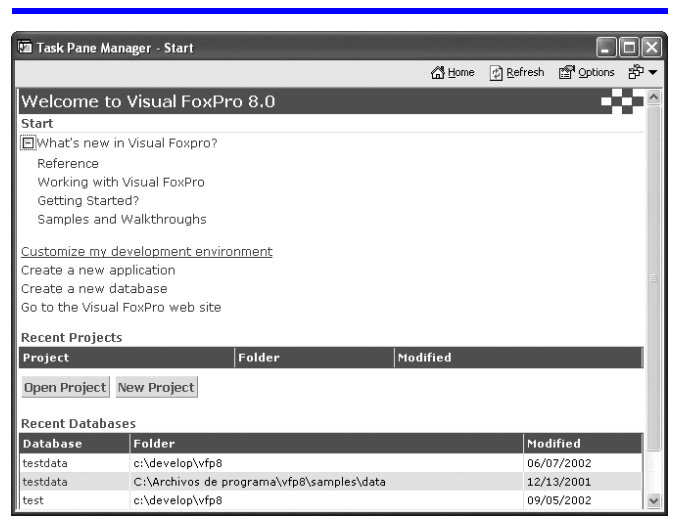 Task Pane Manager - Start
Home Refresh Options
Welcome to Visual FoxPro 8.0
Start
What's new in Visual Foxpro?
Reference
Working with Visual FoxPro
Getting Started?
Samples and Walkthroughs
Customize my development environment
Create a new application
Create a new database
Go to the Visual FoxPro web site
Recent Projects
Project Folder Modified
Open Project New Project
Recent Databases
Database Folder Modified
testdata c:\develop\vfp8 06/07/2002
testdata C:\Archivos de programa\vfp8\samples\data 12/13/2001
test c:\develop\vfp8 09/05/2002